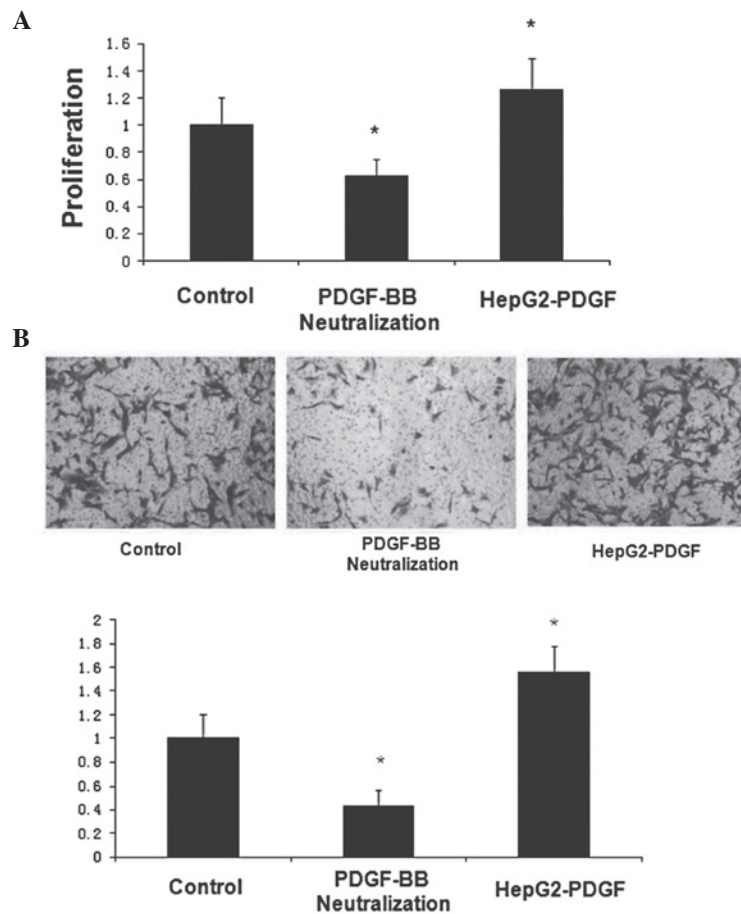 A
*
1.6
1.4
1.2
1
0.8
0.6
0.4
0.2
0
Proliferation
*
Control
PDGF-BB
Neutralization
HepG2-PDGF
B
Control
PDGF-BB
Neutralization
HepG2-PDGF
2
1.8
1.6
1.4
1.2
1
0.8
0.6
0.4
0.2
0
*
*
Control
PDGF-BB
Neutralization
HepG2-PDGF